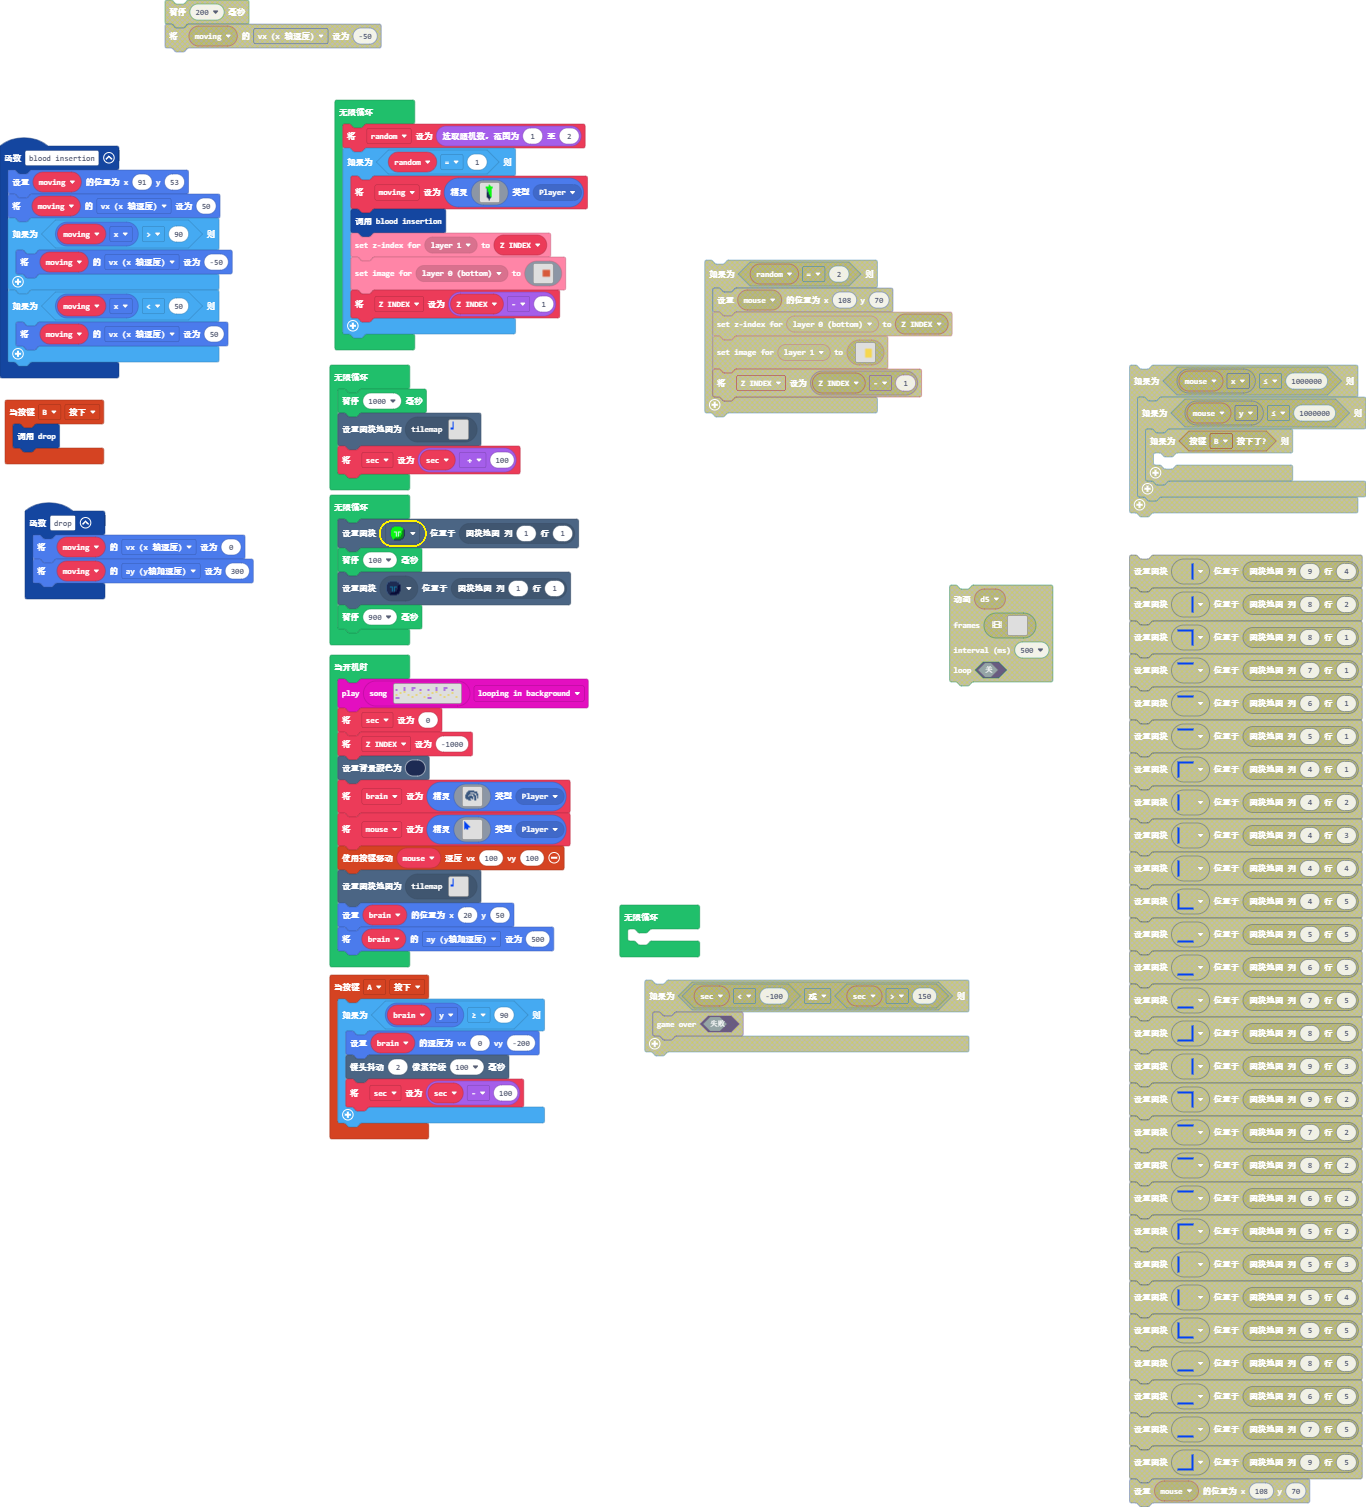 暂停 200 毫秒
将 moving 的 vx (x 轴速度) 设为 -50
函数 blood insertion
设置 moving 的位置为 x 91 y 53
将 moving 的 vx (x 轴速度) 设为 50
如果为 moving x > 90 则
将 moving 的 vx (x 轴速度) 设为 -50
如果为 moving x < 50 则
将 moving 的 vx (x 轴速度) 设为 50
当按键 B 按下
调用 drop
函数 drop
将 moving 的 vx (x 轴速度) 设为 0
将 moving 的 ay (y轴加速度) 设为 300
无限循环
将 random 设为 选取随机数，范围为 1 至 2
如果为 random = 1 则
将 moving 设为 精灵 类型 Player
调用 blood insertion
set z-index for layer 1 to Z INDEX
set image for layer 0 (bottom) to
将 Z INDEX 设为 Z INDEX - 1
无限循环
暂停 1000 毫秒
设置图块地图为 tilemap
将 sec 设为 sec + 100
无限循环
设置图块 位置于 图块地图 列 1 行 1
暂停 100 毫秒
设置图块 位置于 图块地图 列 1 行 1
暂停 900 毫秒
当开机时
play song looping in background
将 sec 设为 0
将 Z INDEX 设为 -1000
设置背景颜色为
将 brain 设为 精灵 类型 Player
将 mouse 设为 精灵 类型 Player
使用按键移动 mouse 速度 vx 100 vy 100
设置图块地图为 tilemap
设置 brain 的位置为 x 20 y 50
将 brain 的 ay (y轴加速度) 设为 500
当按键 A 按下
如果为 brain y ≥ 90 则
设置 brain 的速度为 vx 0 vy -200
镜头抖动 2 像素持续 100 毫秒
将 sec 设为 sec - 100
如果为 random = 2 则
设置 mouse 的位置为 x 108 y 70
set z-index for layer 0 (bottom) to Z INDEX
set image for layer 1 to
将 Z INDEX 设为 Z INDEX - 1
无限循环
如果为 sec < -100 或 sec > 150 则
game over 失败
动画 d5
frames
interval (ms) 500
loop 关
如果为 mouse x ≤ 1000000 则
如果为 mouse y ≤ 1000000 则
如果为 按键 B 按下了? 则
设置图块 位置于 图块地图 列 9 行 4
设置图块 位置于 图块地图 列 8 行 2
设置图块 位置于 图块地图 列 8 行 1
设置图块 位置于 图块地图 列 7 行 1
设置图块 位置于 图块地图 列 6 行 1
设置图块 位置于 图块地图 列 5 行 1
设置图块 位置于 图块地图 列 4 行 1
设置图块 位置于 图块地图 列 4 行 2
设置图块 位置于 图块地图 列 4 行 3
设置图块 位置于 图块地图 列 4 行 4
设置图块 位置于 图块地图 列 4 行 5
设置图块 位置于 图块地图 列 5 行 5
设置图块 位置于 图块地图 列 6 行 5
设置图块 位置于 图块地图 列 7 行 5
设置图块 位置于 图块地图 列 8 行 5
设置图块 位置于 图块地图 列 9 行 3
设置图块 位置于 图块地图 列 9 行 2
设置图块 位置于 图块地图 列 7 行 2
设置图块 位置于 图块地图 列 8 行 2
设置图块 位置于 图块地图 列 6 行 2
设置图块 位置于 图块地图 列 5 行 2
设置图块 位置于 图块地图 列 5 行 3
设置图块 位置于 图块地图 列 5 行 4
设置图块 位置于 图块地图 列 5 行 5
设置图块 位置于 图块地图 列 8 行 5
设置图块 位置于 图块地图 列 6 行 5
设置图块 位置于 图块地图 列 7 行 5
设置图块 位置于 图块地图 列 9 行 5
设置 mouse 的位置为 x 108 y 70